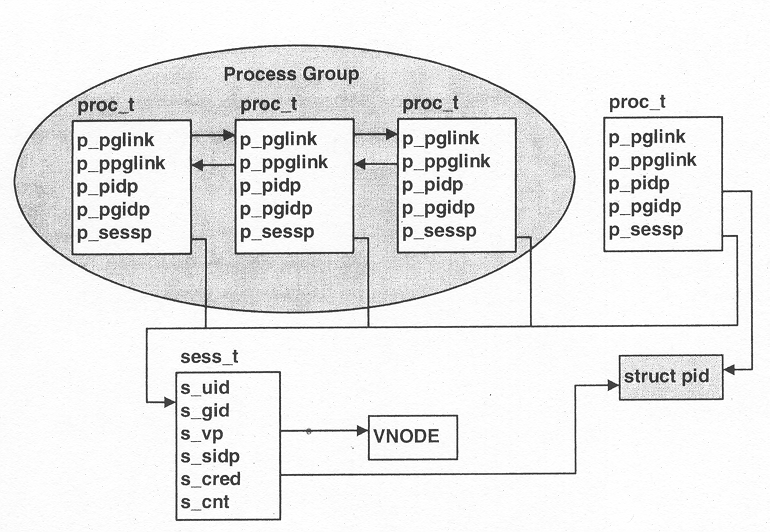 Process Group
proc_t
p_pglink
p_ppglink
p_pidp
p_pgidp
p_sessp
proc_t
p_pglink
p_ppglink
p_pidp
p_pgidp
p_sessp
proc_t
p_pglink
p_ppglink
p_pidp
p_pgidp
p_sessp
proc_t
p_pglink
p_ppglink
p_pidp
p_pgidp
p_sessp
sess_t
s_uid
s_gid
s_vp
s_sidp
s_cred
s_cnt
VNODE
struct pid